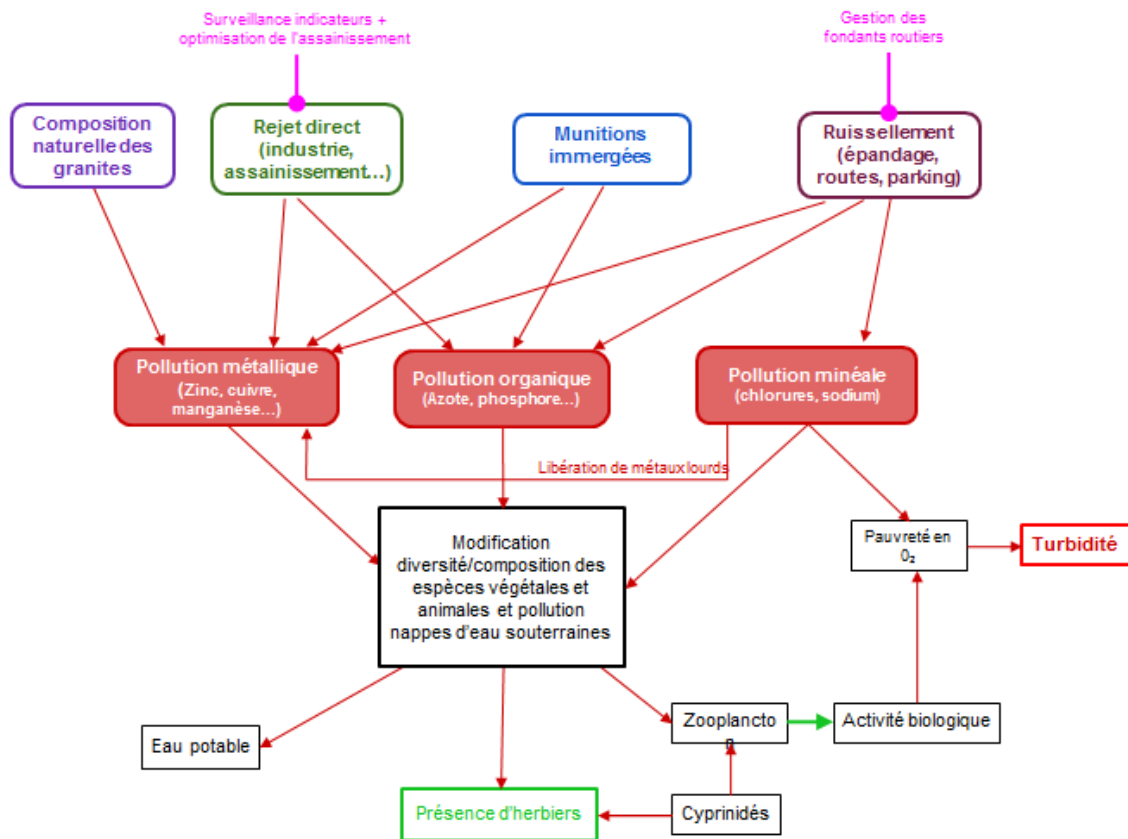 Surveillance indicateurs +
optimisation de l'assainissement
Gestion des
fondants routiers
Composition
naturelle des
granites
Rejet direct
(industrie,
assainissement...)
Munitions
immergées
Ruissellement
(épandage,
routes, parking)
Pollution métallique
(Zinc, cuivre,
manganèse...)
Pollution organique
(Azote, phosphore...)
Pollution minéale
(chlorures, sodium)
Libération de métaux lourds
Modification
diversité/composition des
espèces végétales et
animales et pollution
nappes d'eau souterraines
Pauvreté en
0₂
Turbidité
Eau potable
Zooplancto
n
Activité biologique
Présence d'herbiers
Cyprinidés